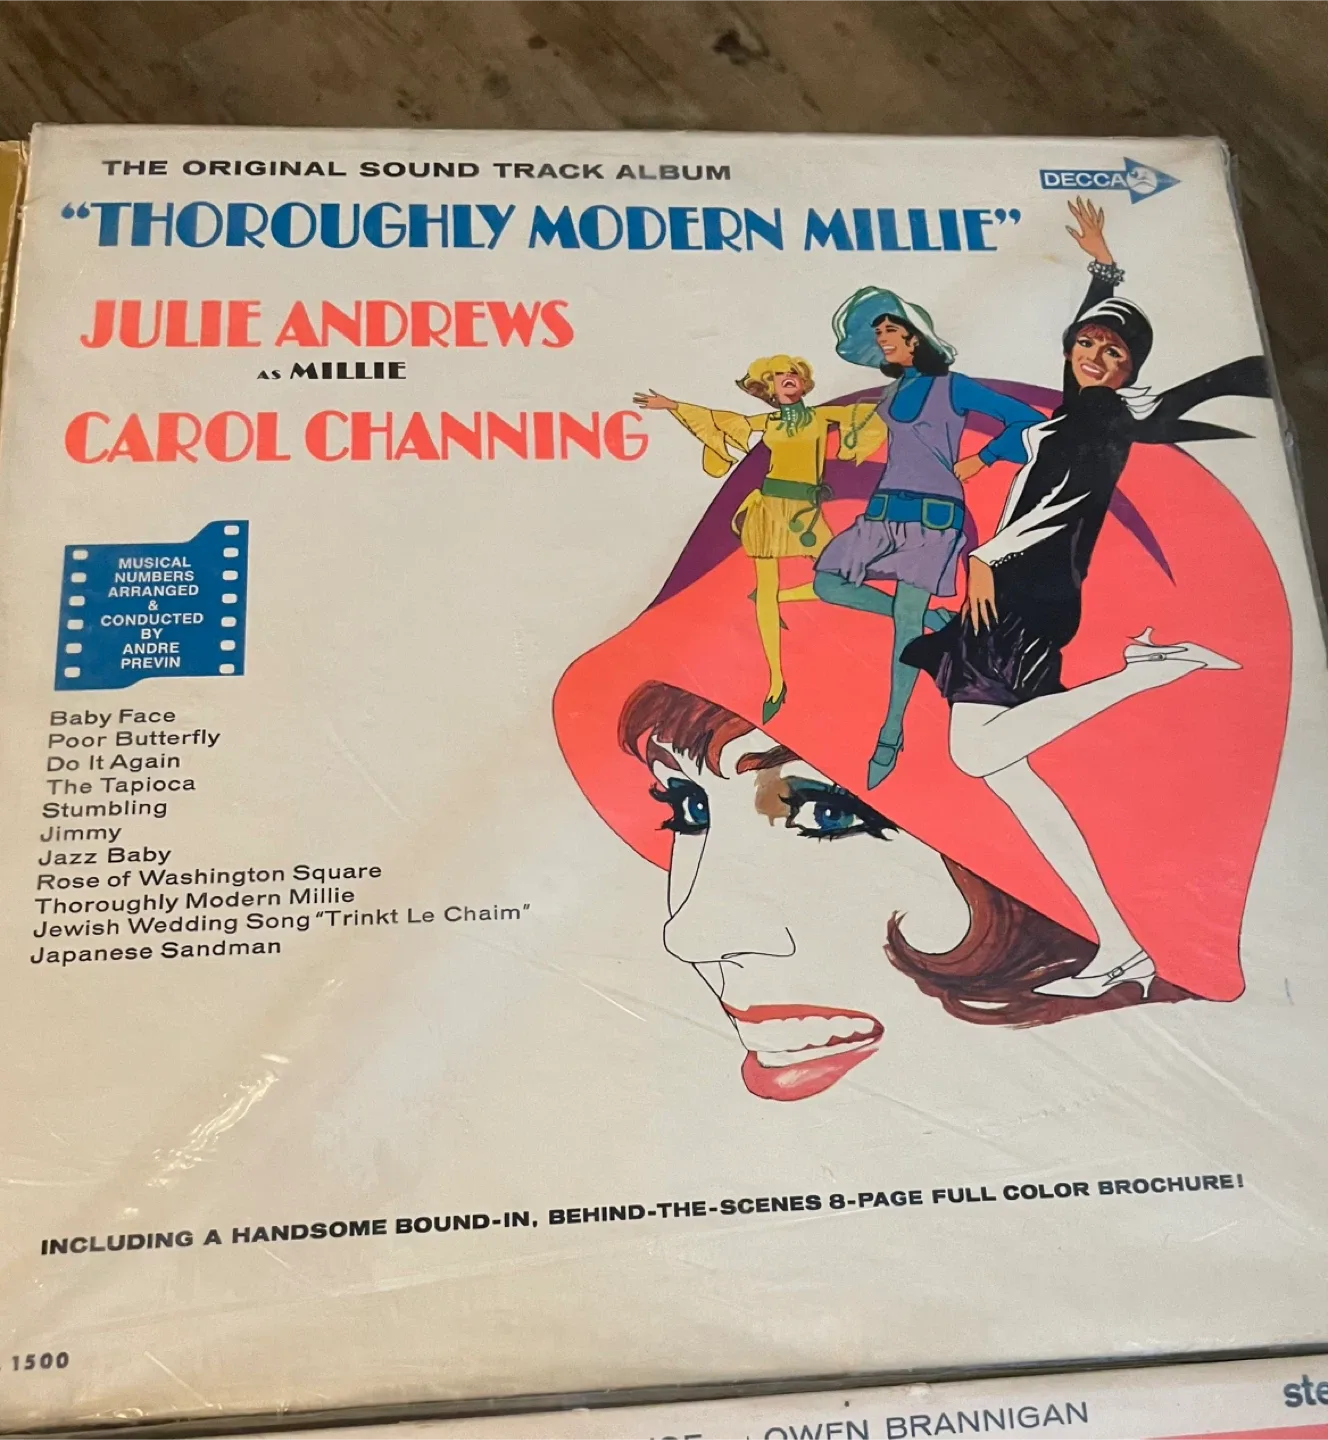 THE ORIGINAL SOUND TRACK ALBUM
DECCA
“THOROUGHLY MODERN MILLIE”
JULIE ANDREWS
AS MILLIE
CAROL CHANNING
MUSICAL
NUMBERS
ARRANGED
&
CONDUCTED
BY
ANDRE
PREVIN
Baby Face
Poor Butterfly
Do It Again
The Tapioca
Stumbling
Jimmy
Jazz Baby
Rose of Washington Square
Thoroughly Modern Millie
Jewish Wedding Song “Trinkt Le Chaim”
Japanese Sandman
INCLUDING A HANDSOME BOUND-IN, BEHIND-THE-SCENES 8-PAGE FULL COLOR BROCHURE!
1500
OWEN BRANNIGAN